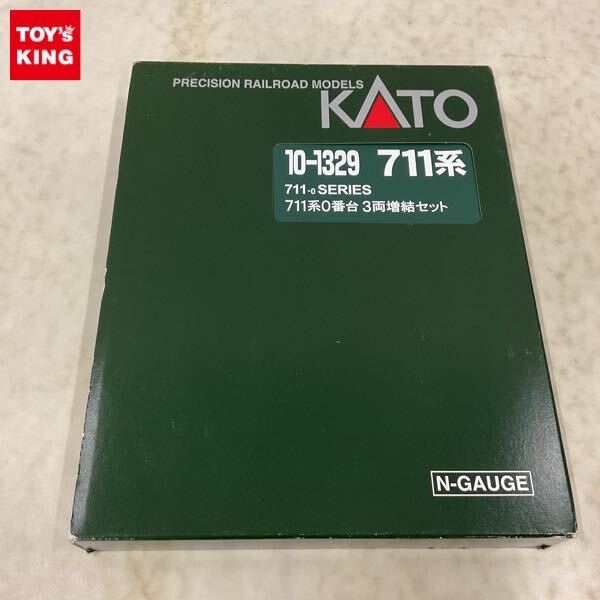 TOY's
KING
PRECISION RAILROAD MODELS
KATO
10-1329 711系
711-0 SERIES
711系0番台 3両増結セット
N-GAUGE